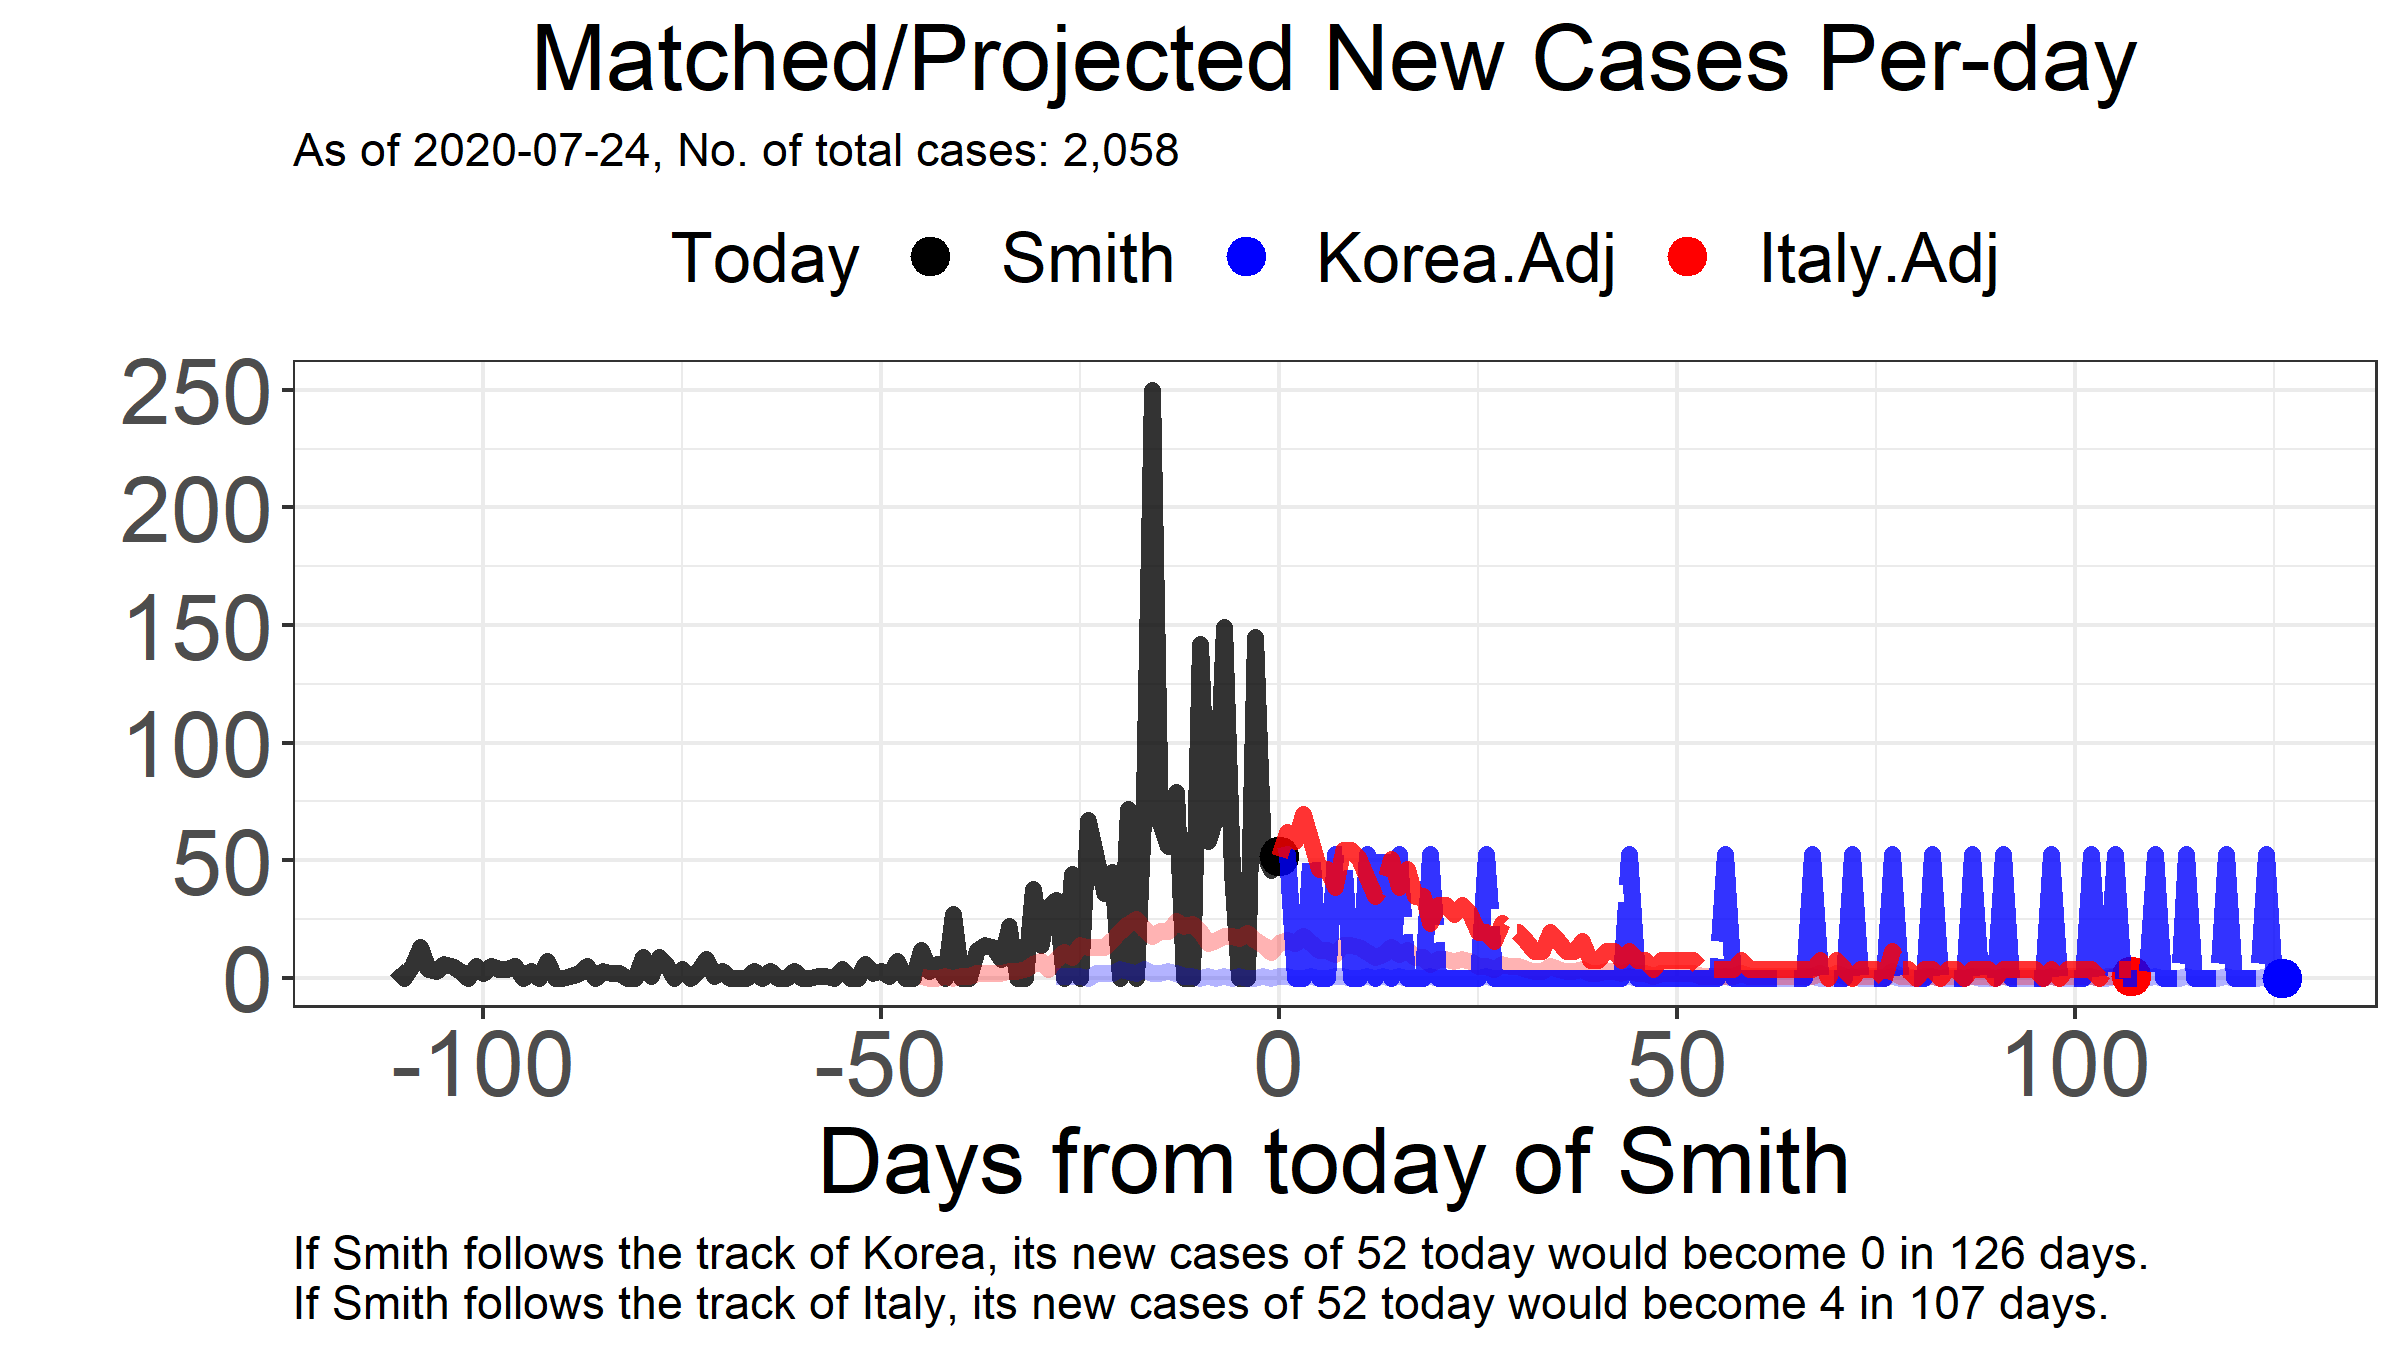 Matched/Projected New Cases Per-day
As of 2020-07-24, No. of total cases: 2,058
Today Smith Korea.Adj Italy.Adj
250
200
150
100
50
0
-100 -50 0 50 100
Days from today of Smith
If Smith follows the track of Korea, its new cases of 52 today would become 0 in 126 days.
If Smith follows the track of Italy, its new cases of 52 today would become 4 in 107 days.